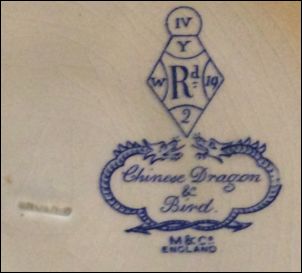 IV
Y
W Rd 19
2
Chinese Dragon
&
Bird.
M & Co
ENGLAND